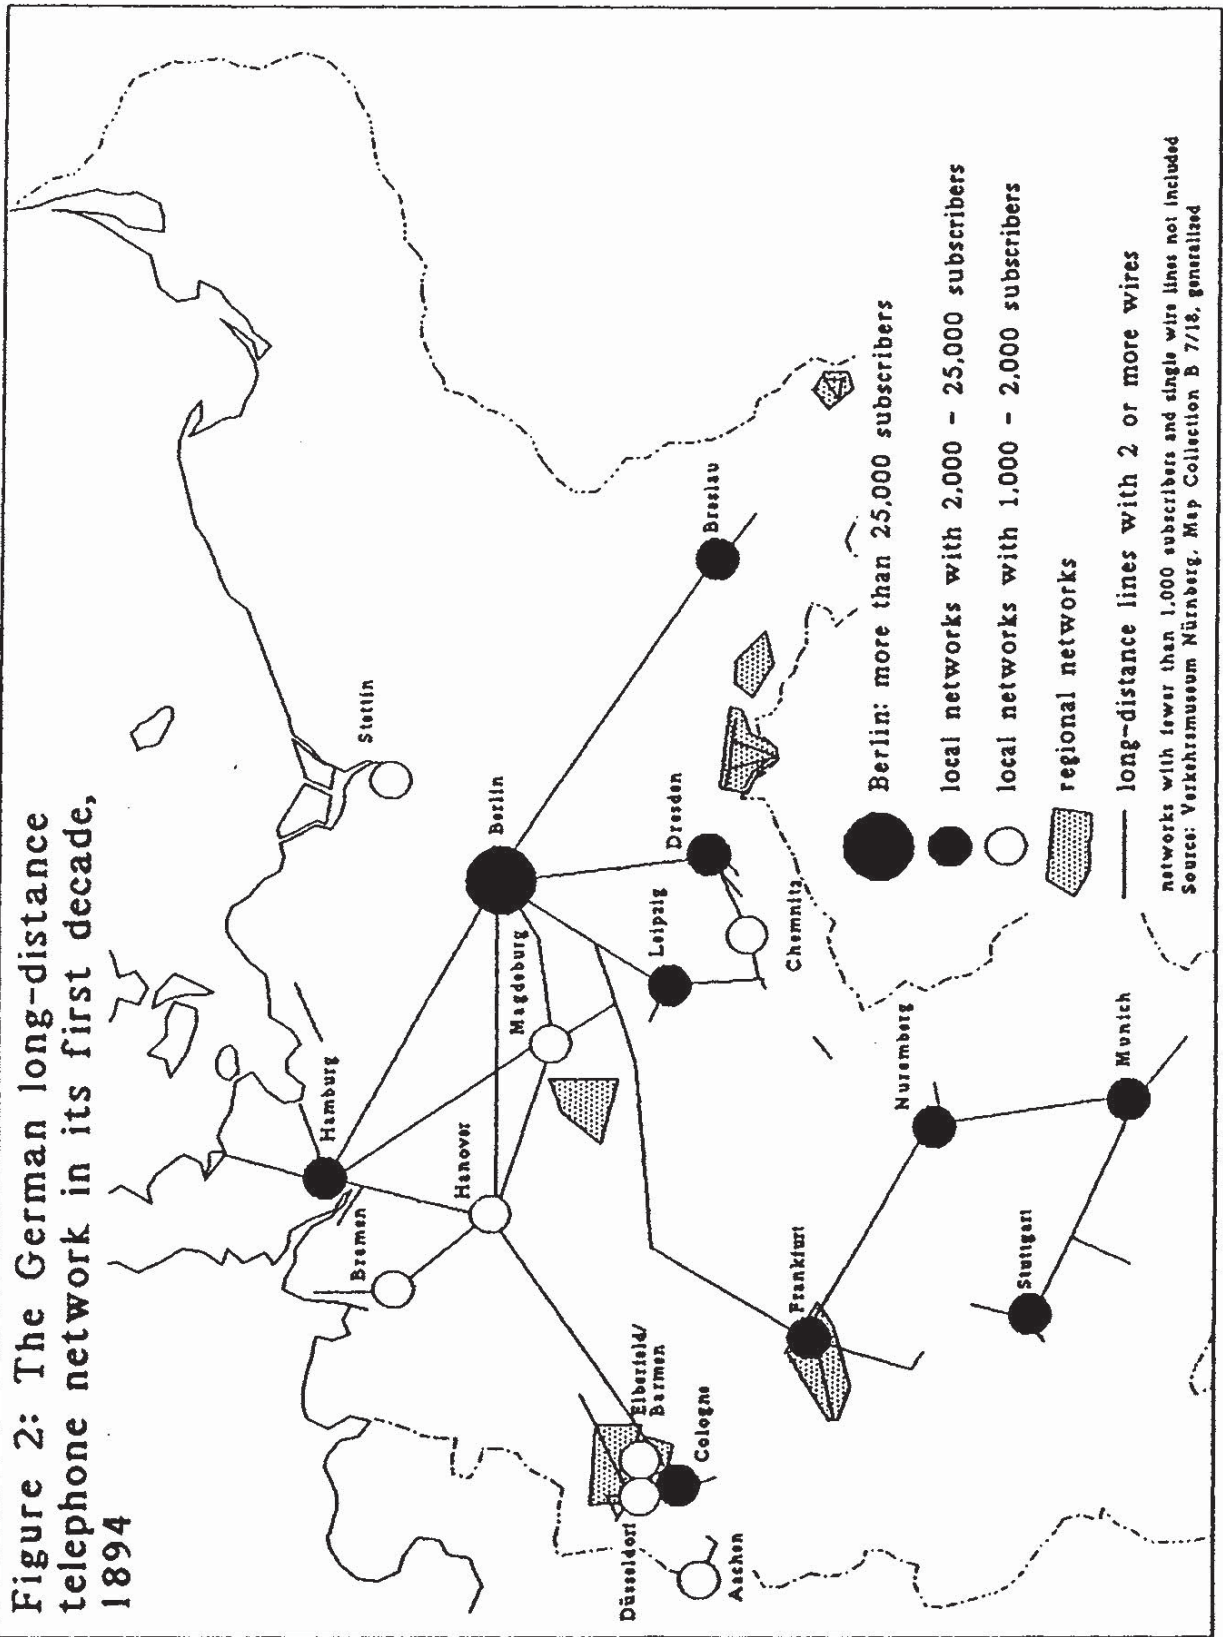 Figure 2: The German long-distance
telephone network in its first decade,
1894
Stettin
Hamburg
Bremen
Berlin
Hanover
Magdeburg
Breslau
Dresden
Leipzig
Chemnitz
Elberfeld/
Barmen
Düsseldorf
Cologne
Aachen
Frankfurt
Nuremberg
Stuttgart
Munich
Berlin: more than 25,000 subscribers
local networks with 2,000 - 25,000 subscribers
local networks with 1,000 - 2,000 subscribers
regional networks
long-distance lines with 2 or more wires
networks with fewer than 1,000 subscribers and single wire lines not included
Source: Verkehrsmuseum Nürnberg, Map Collection B 7/18, generalized